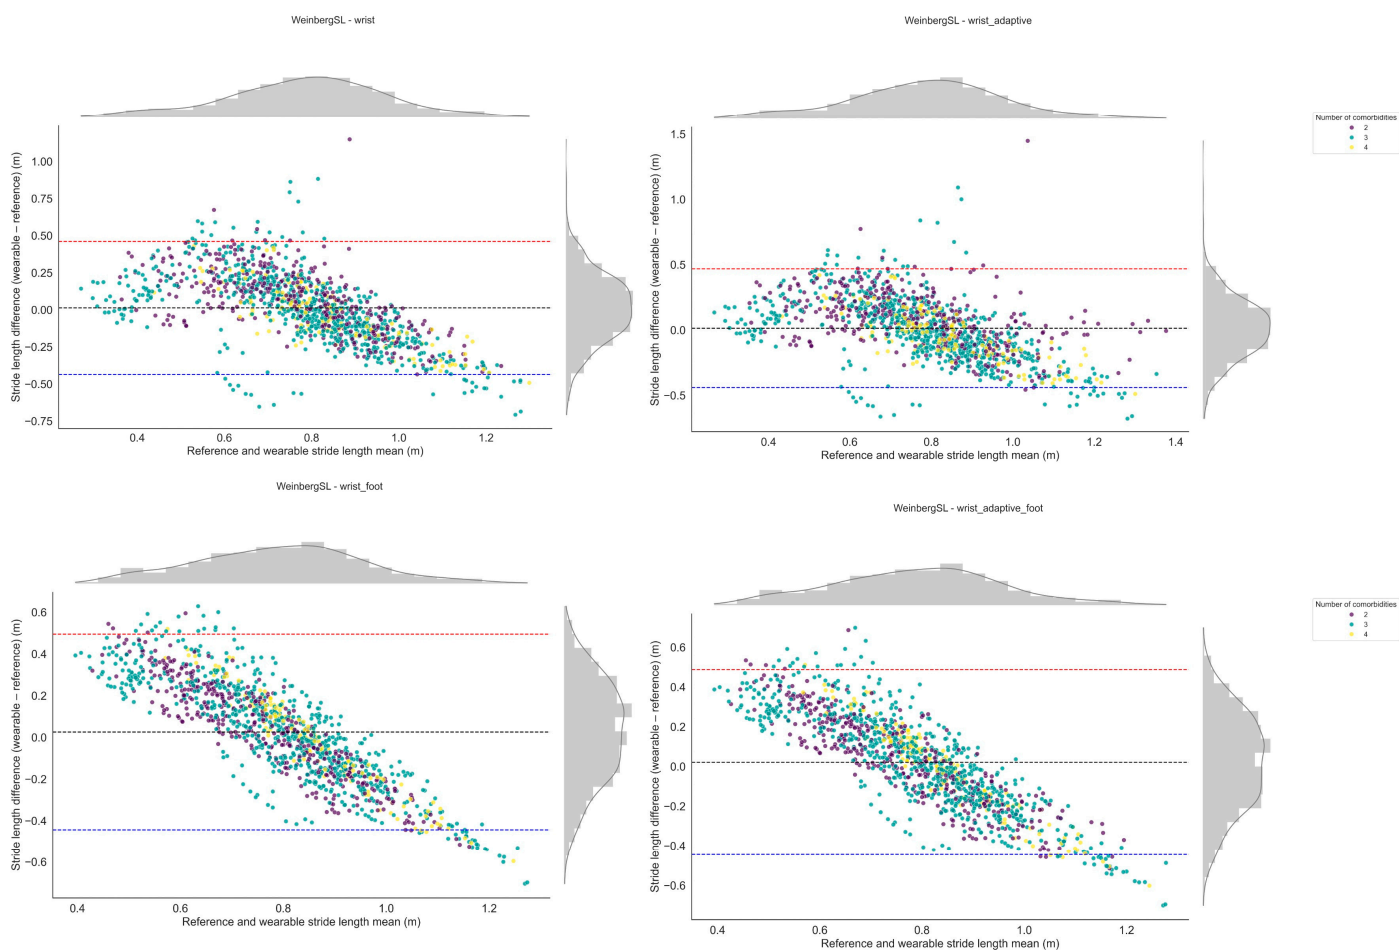 WeinbergSL - wrist
WeinbergSL - wrist_adaptive
Stride length difference (wearable – reference) (m)
1.00
0.75
0.50
0.25
0.00
−0.25
−0.50
−0.75
0.4 0.6 0.8 1.0 1.2
Reference and wearable stride length mean (m)
Stride length difference (wearable – reference) (m)
1.5
1.0
0.5
0.0
−0.5
0.4 0.6 0.8 1.0 1.2 1.4
Reference and wearable stride length mean (m)
Number of comorbidities
2
3
4
WeinbergSL - wrist_foot
WeinbergSL - wrist_adaptive_foot
Stride length difference (wearable – reference) (m)
0.6
0.4
0.2
0.0
−0.2
−0.4
−0.6
0.4 0.6 0.8 1.0 1.2
Reference and wearable stride length mean (m)
Stride length difference (wearable – reference) (m)
0.6
0.4
0.2
0.0
−0.2
−0.4
−0.6
0.4 0.6 0.8 1.0 1.2
Reference and wearable stride length mean (m)
Number of comorbidities
2
3
4